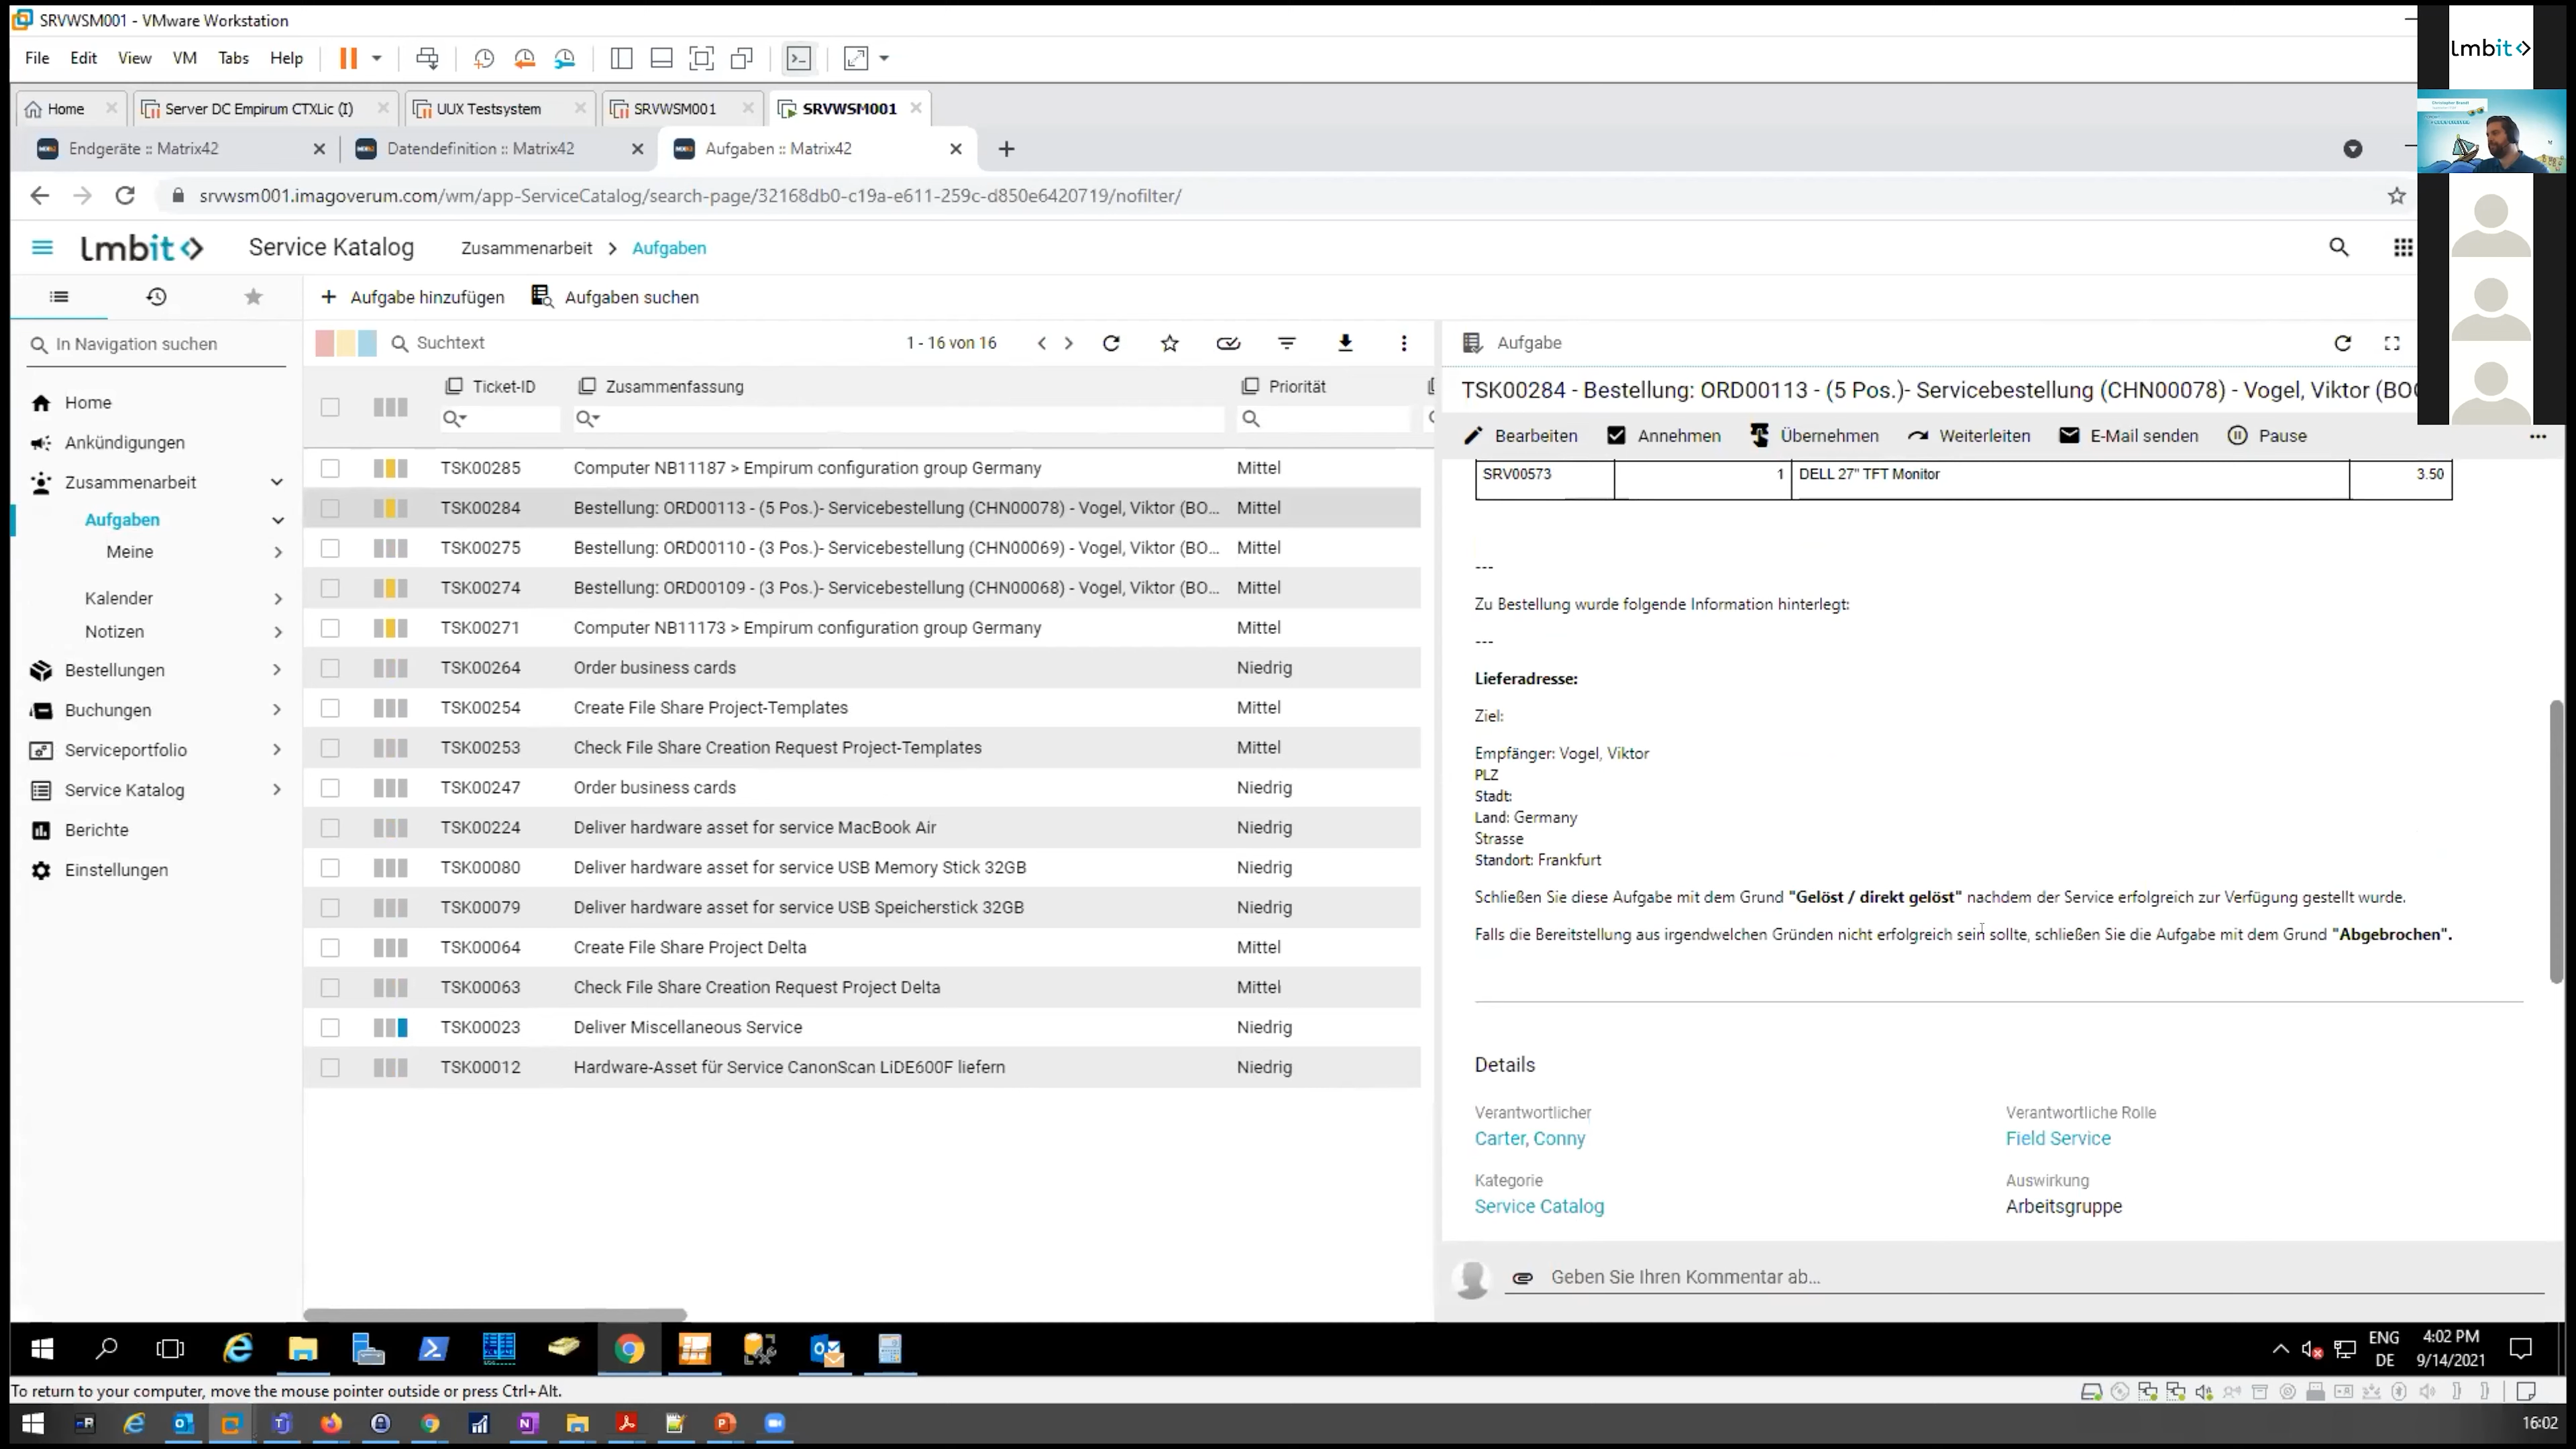 SRVWSM001 - VMware Workstation
File Edit View VM Tabs Help
lmbit<>
Home Server DC Empirum CTXLic (I) UUX Testsystem SRVWSM001 SRVWSM001
Endgeräte :: Matrix42 Datendefinition :: Matrix42 Aufgaben :: Matrix42
srvwsm001.imagoverum.com/wm/app-ServiceCatalog/search-page/32168db0-c19a-e611-259c-d850e6420719/nofilter/
lmbit<> Service Katalog Zusammenarbeit > Aufgaben
Aufgabe hinzufügen Aufgaben suchen
In Navigation suchen
Home
Ankündigungen
Zusammenarbeit
Aufgaben
Meine
Kalender
Notizen
Bestellungen
Buchungen
Serviceportfolio
Service Katalog
Berichte
Einstellungen
Suchtext 1 - 16 von 16
Ticket-ID Zusammenfassung Priorität
TSK00285 Computer NB11187 > Empirum configuration group Germany Mittel
TSK00284 Bestellung: ORD00113 - (5 Pos.)- Servicebestellung (CHN00078) - Vogel, Viktor (BO... Mittel
TSK00275 Bestellung: ORD00110 - (3 Pos.)- Servicebestellung (CHN00069) - Vogel, Viktor (BO... Mittel
TSK00274 Bestellung: ORD00109 - (3 Pos.)- Servicebestellung (CHN00068) - Vogel, Viktor (BO... Mittel
TSK00271 Computer NB11173 > Empirum configuration group Germany Mittel
TSK00264 Order business cards Niedrig
TSK00254 Create File Share Project-Templates Mittel
TSK00253 Check File Share Creation Request Project-Templates Mittel
TSK00247 Order business cards Niedrig
TSK00224 Deliver hardware asset for service MacBook Air Niedrig
TSK00080 Deliver hardware asset for service USB Memory Stick 32GB Niedrig
TSK00079 Deliver hardware asset for service USB Speicherstick 32GB Niedrig
TSK00064 Create File Share Project Delta Mittel
TSK00063 Check File Share Creation Request Project Delta Mittel
TSK00023 Deliver Miscellaneous Service Niedrig
TSK00012 Hardware-Asset für Service CanonScan LiDE600F liefern Niedrig
Aufgabe
TSK00284 - Bestellung: ORD00113 - (5 Pos.)- Servicebestellung (CHN00078) - Vogel, Viktor (BO
Bearbeiten Annehmen Übernehmen Weiterleiten E-Mail senden Pause
SRV00573 1 DELL 27" TFT Monitor 3.50
---
Zu Bestellung wurde folgende Information hinterlegt:
---
Lieferadresse:
Ziel:
Empfänger: Vogel, Viktor
PLZ
Stadt:
Land: Germany
Strasse
Standort: Frankfurt
Schließen Sie diese Aufgabe mit dem Grund "Gelöst / direkt gelöst" nachdem der Service erfolgreich zur Verfügung gestellt wurde.
Falls die Bereitstellung aus irgendwelchen Gründen nicht erfolgreich sein sollte, schließen Sie die Aufgabe mit dem Grund "Abgebrochen".
Details
Verantwortlicher Verantwortliche Rolle
Carter, Conny Field Service
Kategorie Auswirkung
Service Catalog Arbeitsgruppe
Geben Sie Ihren Kommentar ab...
ENG 4:02 PM
DE 9/14/2021
To return to your computer, move the mouse pointer outside or press Ctrl+Alt.
16:02